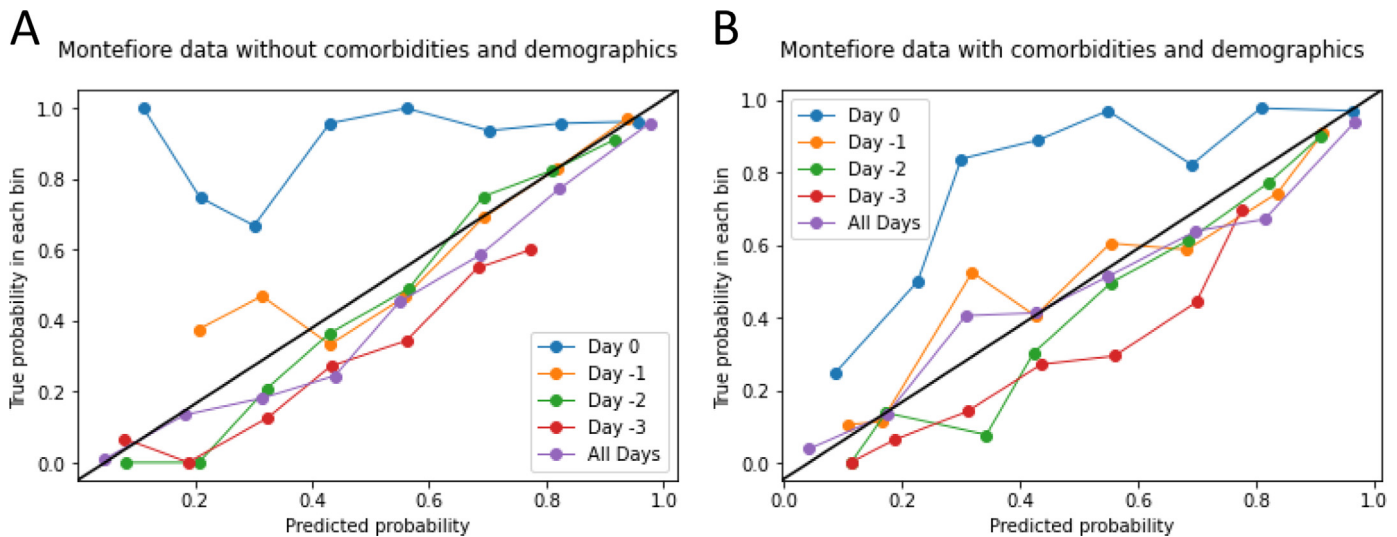 A
Montefiore data without comorbidities and demographics
True probability in each bin
1.0
0.8
0.6
0.4
0.2
0.0
Day 0
Day -1
Day -2
Day -3
All Days
0.2
0.4
0.6
0.8
1.0
Predicted probability
B
Montefiore data with comorbidities and demographics
True probability in each bin
1.0
0.8
0.6
0.4
0.2
0.0
Day 0
Day -1
Day -2
Day -3
All Days
0.0
0.2
0.4
0.6
0.8
1.0
Predicted probability